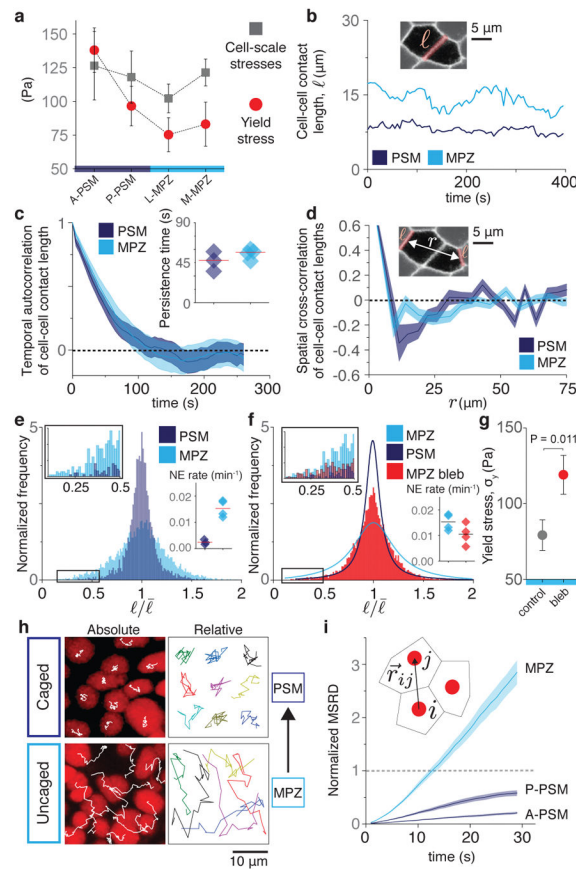 a
(Pa)
175
150
125
100
75
50
A-PSM
P-PSM
L-MPZ
M-MPZ
Cell-scale
stresses
Yield
stress
b
Cell-cell contact
length, ℓ (μm)
30
15
0
ℓ
5 μm
PSM
MPZ
0
100
200
300
400
time (s)
c
Temporal autocorrelation
of cell-cell contact length
1
0
PSM
MPZ
Persistence time (s)
90
45
0
0
100
200
300
time (s)
d
Spatial cross-correlation
of cell-cell contact lengths
0.6
0.4
0.2
0
-0.2
-0.4
-0.6
r
5 μm
PSM
MPZ
0
25
50
75
r (μm)
e
Normalized frequency
5
0
0.25
0.5
PSM
MPZ
NE rate (min⁻¹)
0.02
0.01
0.00
0
1
2
ℓ/ℓ̄
f
Normalized frequency
5
0
0.25
0.5
MPZ
PSM
MPZ bleb
NE rate (min⁻¹)
0.02
0.01
0.00
0
1
2
ℓ/ℓ̄
g
Yield stress, σy (Pa)
150
100
50
P = 0.011
control
bleb
h
Absolute
Relative
Caged
Uncaged
PSM
MPZ
10 μm
i
Normalized MSRD
3
2
1
0
r⃗ij
j
i
MPZ
P-PSM
A-PSM
0
10
20
30
time (s)